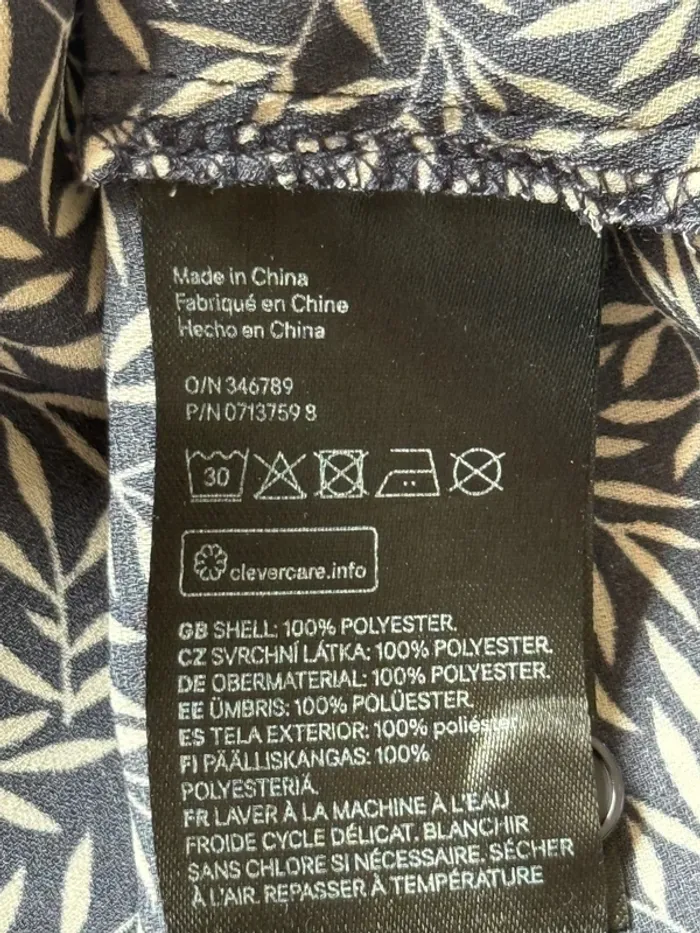 Made in China
Fabriqué en Chine
Hecho en China
O/N 346789
P/N 0713759 8
30
clevercare.info
GB SHELL: 100% POLYESTER.
CZ SVRCHNÍ LÁTKA: 100% POLYESTER.
DE OBERMATERIAL: 100% POLYESTER.
EE ÜMBRIS: 100% POLÜESTER.
ES TELA EXTERIOR: 100% poliéster.
FI PÄÄLLISKANGAS: 100%
POLYESTERIÄ.
FR LAVER À LA MACHINE À L'EAU
FROIDE CYCLE DÉLICAT. BLANCHIR
SANS CHLORE SI NÉCESSAIRE. SÉCHER
À L'AIR. REPASSER À TEMPÉRATURE